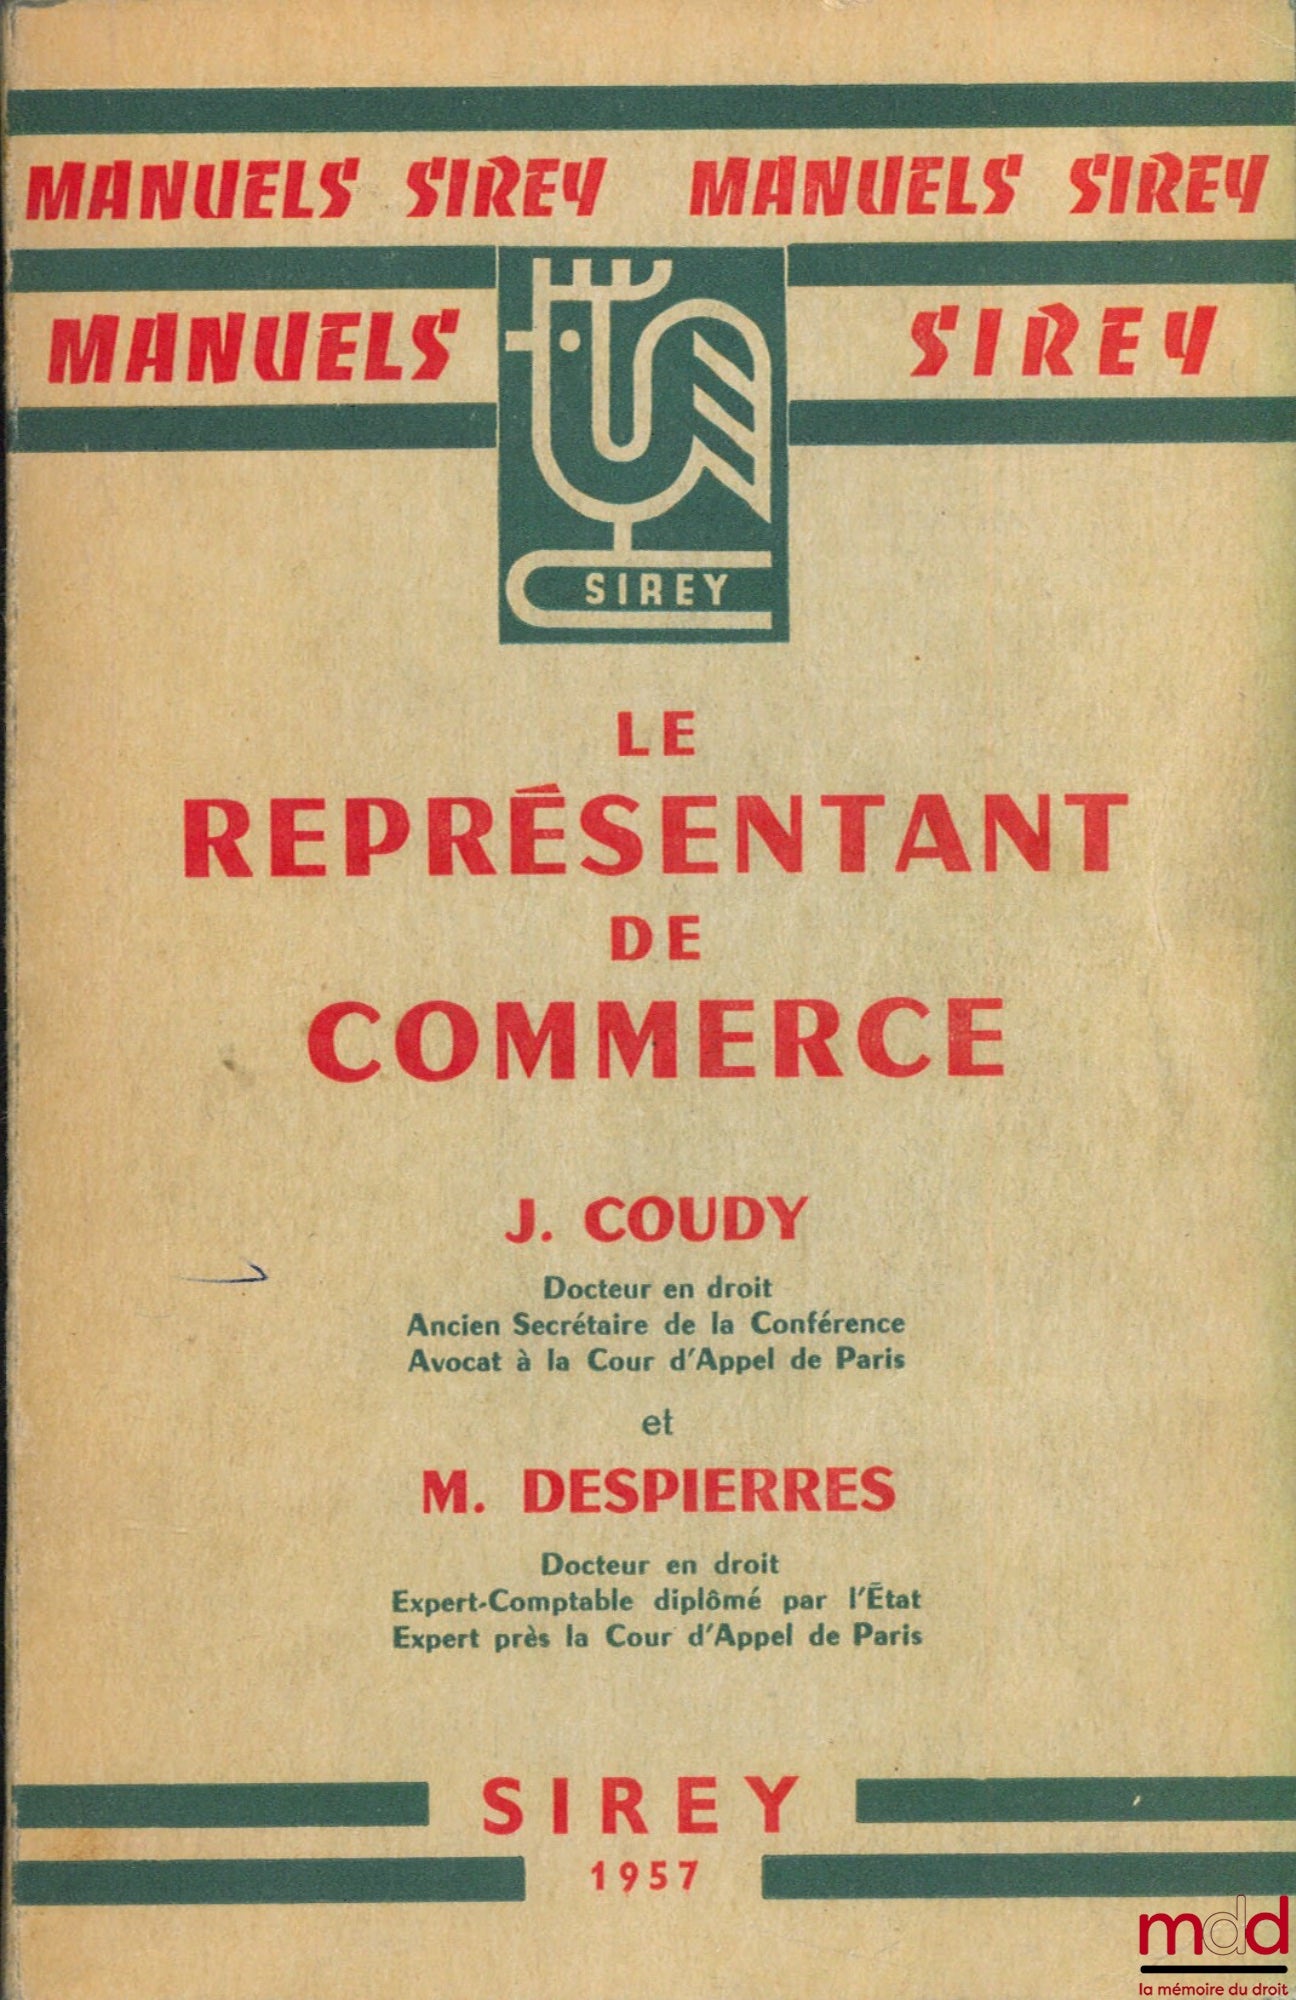 MANUELS SIREY MANUELS SIREY
MANUELS SIREY
SIREY
LE
REPRÉSENTANT
DE
COMMERCE
J. COUDY
Docteur en droit
Ancien Secrétaire de la Conférence
Avocat à la Cour d'Appel de Paris
et
M. DESPIERRES
Docteur en droit
Expert-Comptable diplômé par l'État
Expert près la Cour d'Appel de Paris
SIREY
1957
mdd
la mémoire du droit